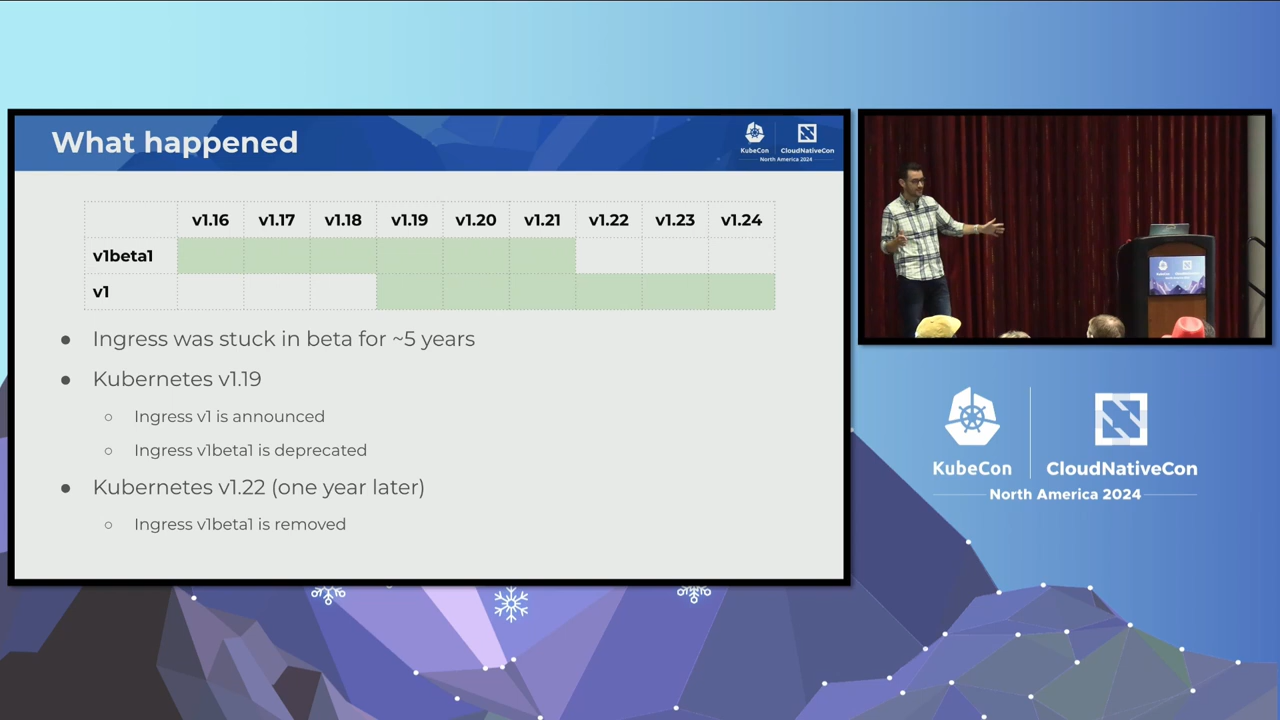 What happened
KubeCon
CloudNativeCon
North America 2024
v1.16 v1.17 v1.18 v1.19 v1.20 v1.21 v1.22 v1.23 v1.24
v1beta1
v1
● Ingress was stuck in beta for ~5 years
● Kubernetes v1.19
○ Ingress v1 is announced
○ Ingress v1beta1 is deprecated
● Kubernetes v1.22 (one year later)
○ Ingress v1beta1 is removed
KubeCon
CloudNativeCon
North America 2024